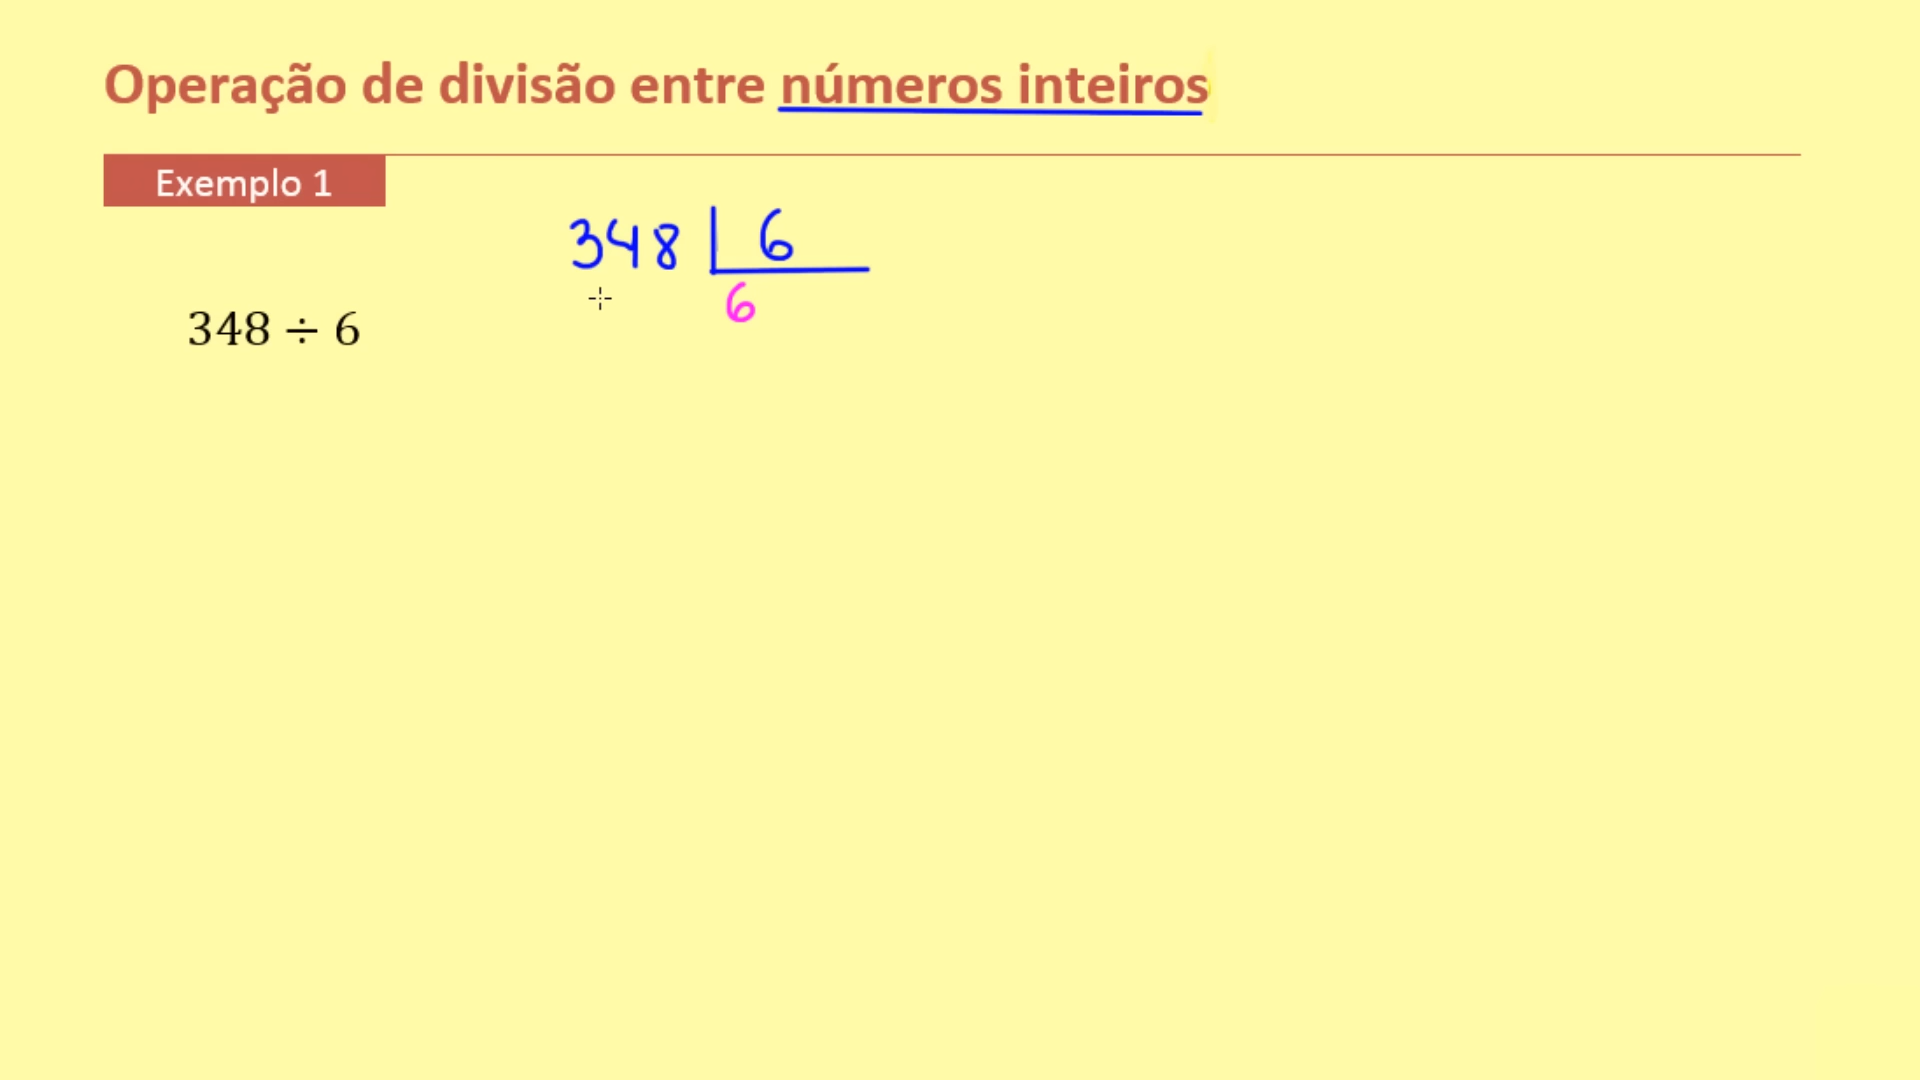 Operação de divisão entre números inteiros
Exemplo 1
348 6
6
348 ÷ 6